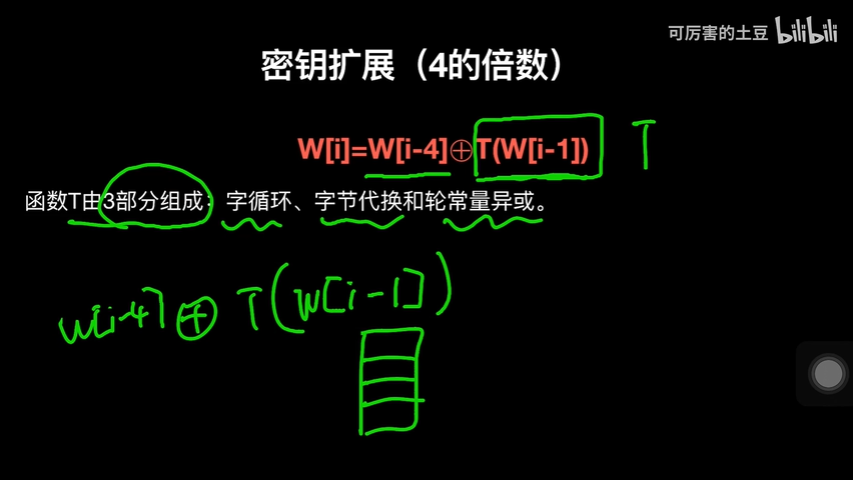 可厉害的土豆 bilibili
密钥扩展（4的倍数）
W[i]=W[i-4]⊕T(W[i-1]) T
函数T由3部分组成：字循环、字节代换和轮常量异或。
W[i-4] ⊕ T(W[i-1])